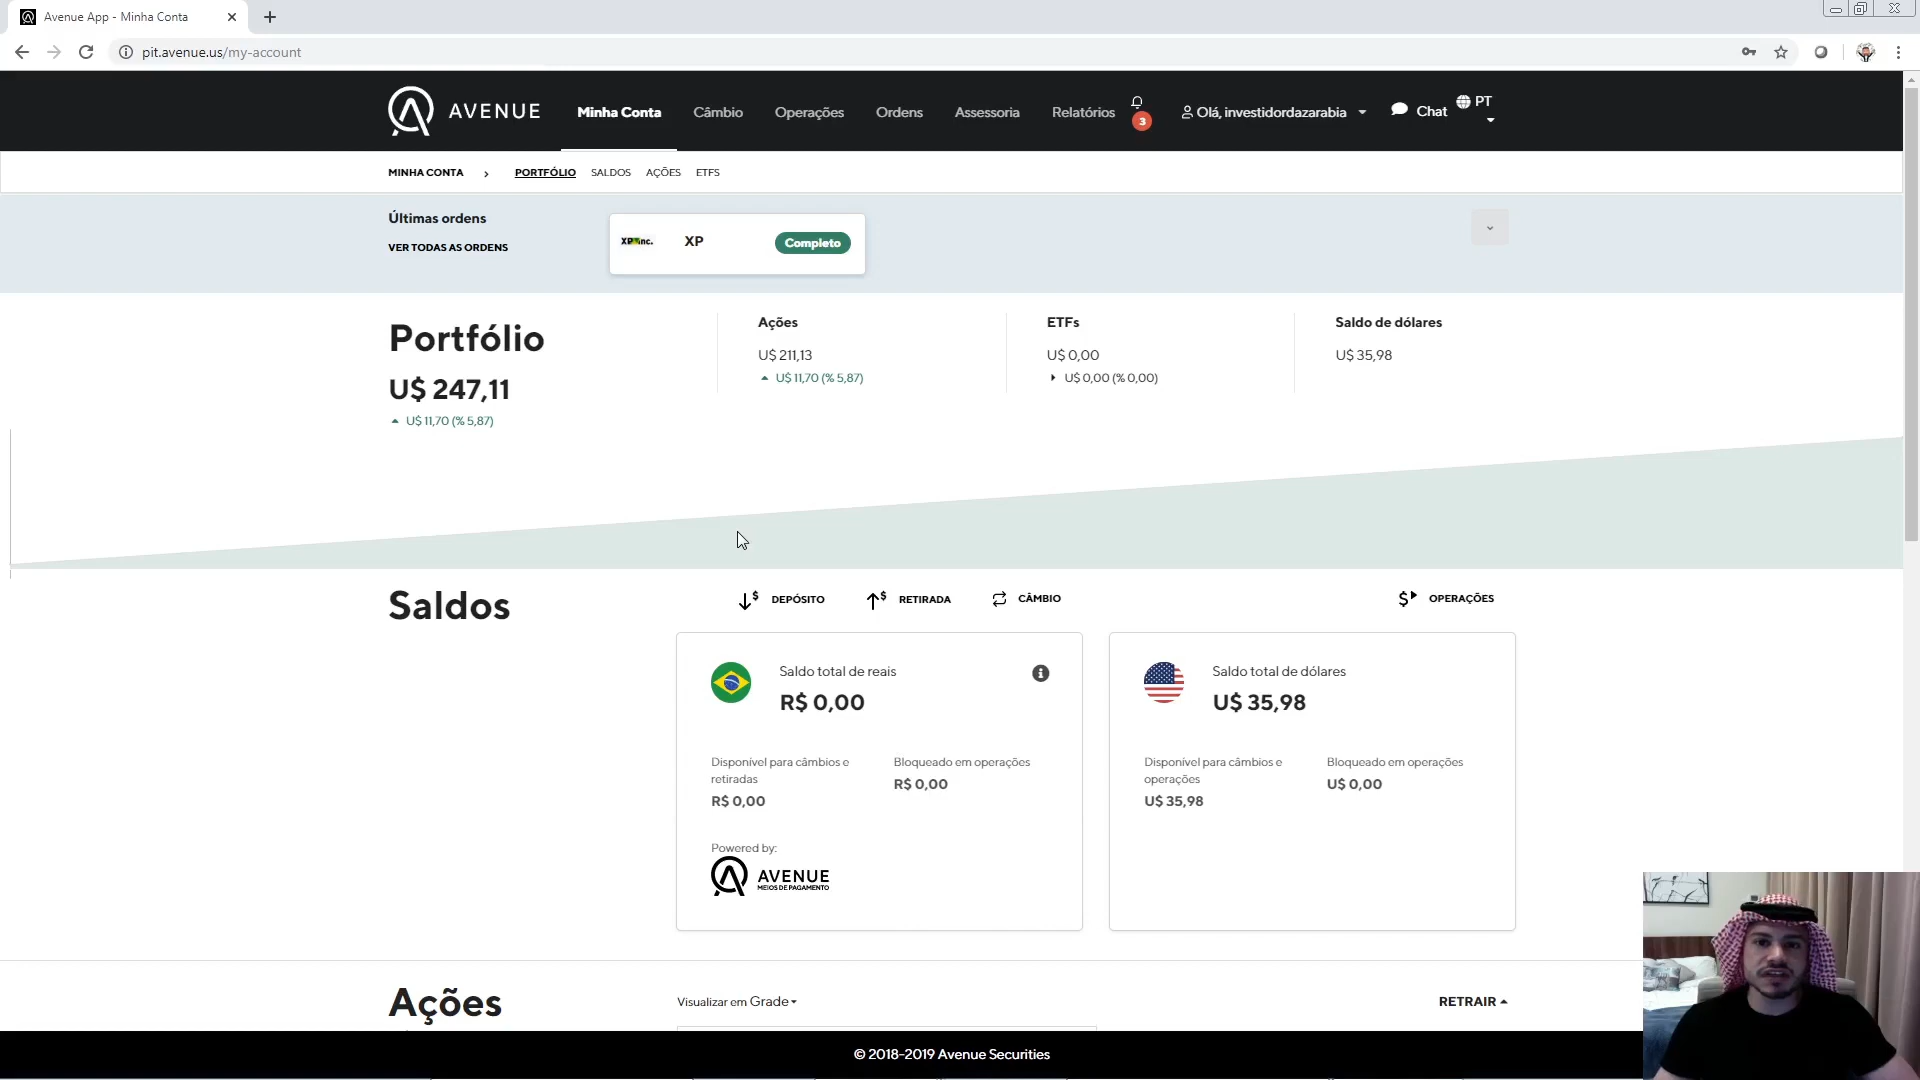 Avenue App - Minha Conta
pit.avenue.us/my-account
AVENUE
Minha Conta
Câmbio
Operações
Ordens
Assessoria
Relatórios
3
Olá, investidordazarabia
Chat
PT
MINHA CONTA
PORTFÓLIO
SALDOS
AÇÕES
ETFS
Últimas ordens
VER TODAS AS ORDENS
XP inc.
XP
Completo
Portfólio
U$ 247,11
U$ 11,70 (% 5,87)
Ações
U$ 211,13
U$ 11,70 (% 5,87)
ETFs
U$ 0,00
U$ 0,00 (% 0,00)
Saldo de dólares
U$ 35,98
Saldos
DEPÓSITO
RETIRADA
CÂMBIO
OPERAÇÕES
Saldo total de reais
R$ 0,00
Disponível para câmbios e
retiradas
R$ 0,00
Bloqueado em operações
R$ 0,00
Powered by:
AVENUE
MEIOS DE PAGAMENTO
Saldo total de dólares
U$ 35,98
Disponível para câmbios e
operações
U$ 35,98
Bloqueado em operações
U$ 0,00
Ações
Visualizar em Grade
RETRAIR
© 2018-2019 Avenue Securities